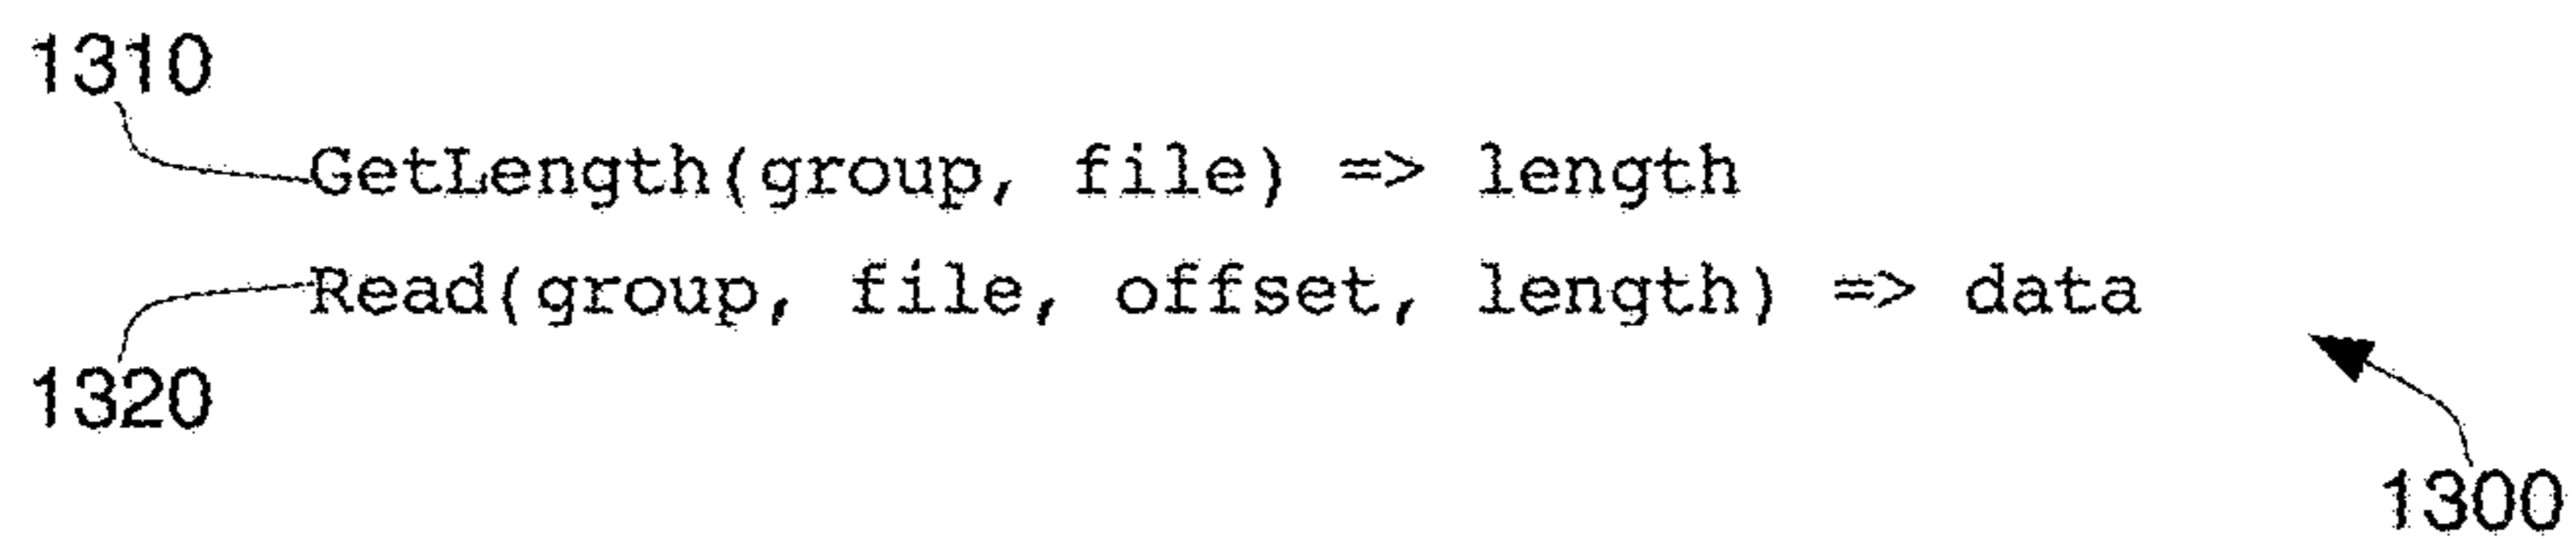 1310
GetLength(group, file) => length
Read(group, file, offset, length) => data
1320
1300